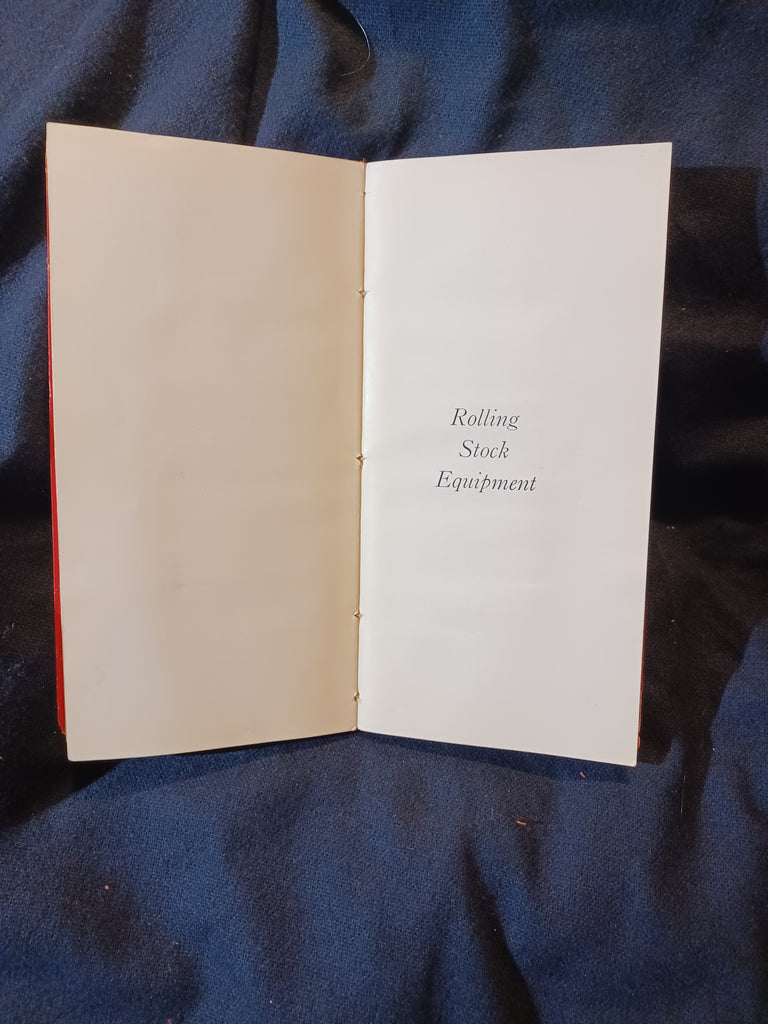 Rolling
Stock
Equipment